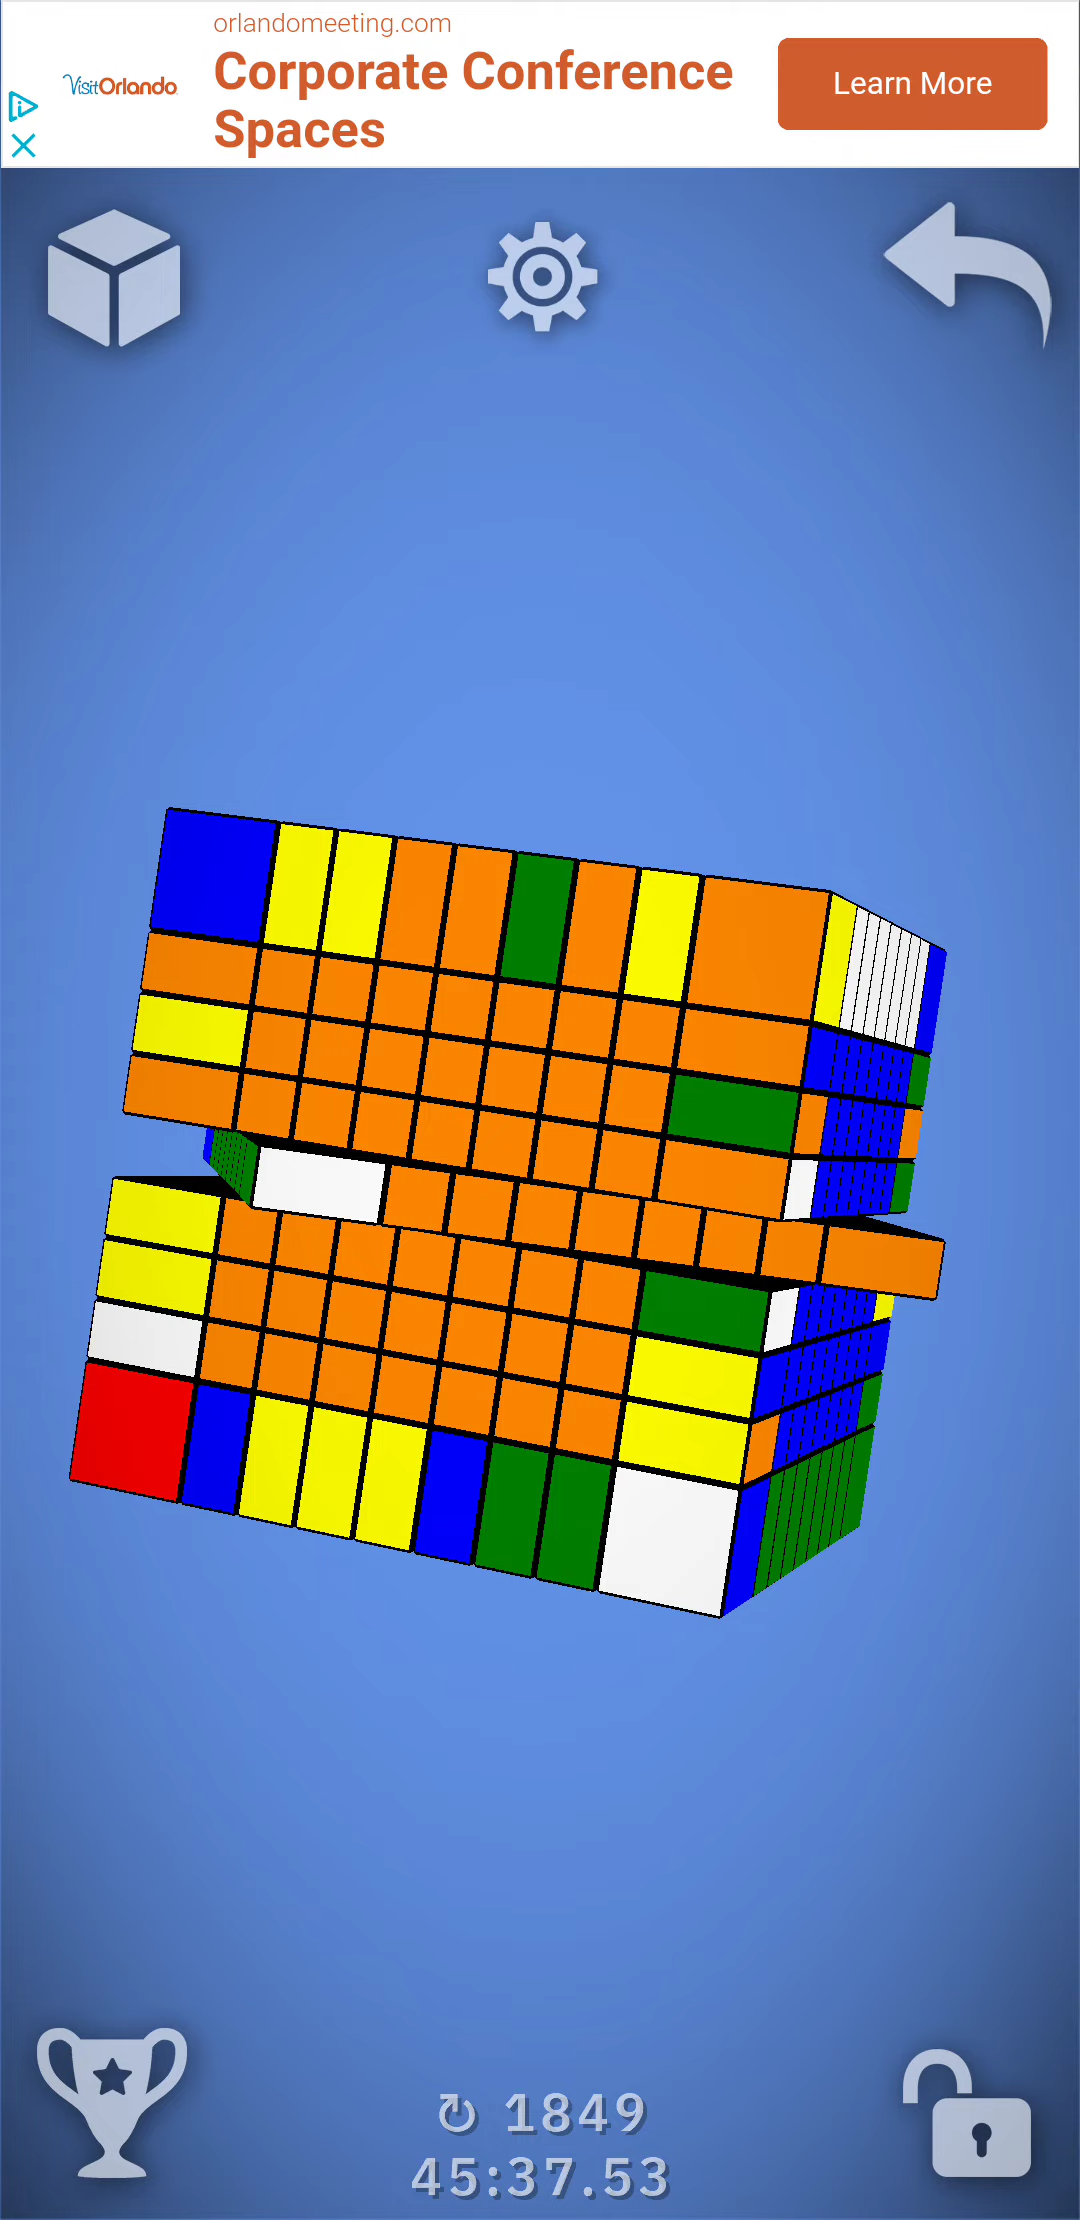 orlandomeeting.com
VisitOrlando
Corporate Conference
Spaces
Learn More
1849
45:37.53